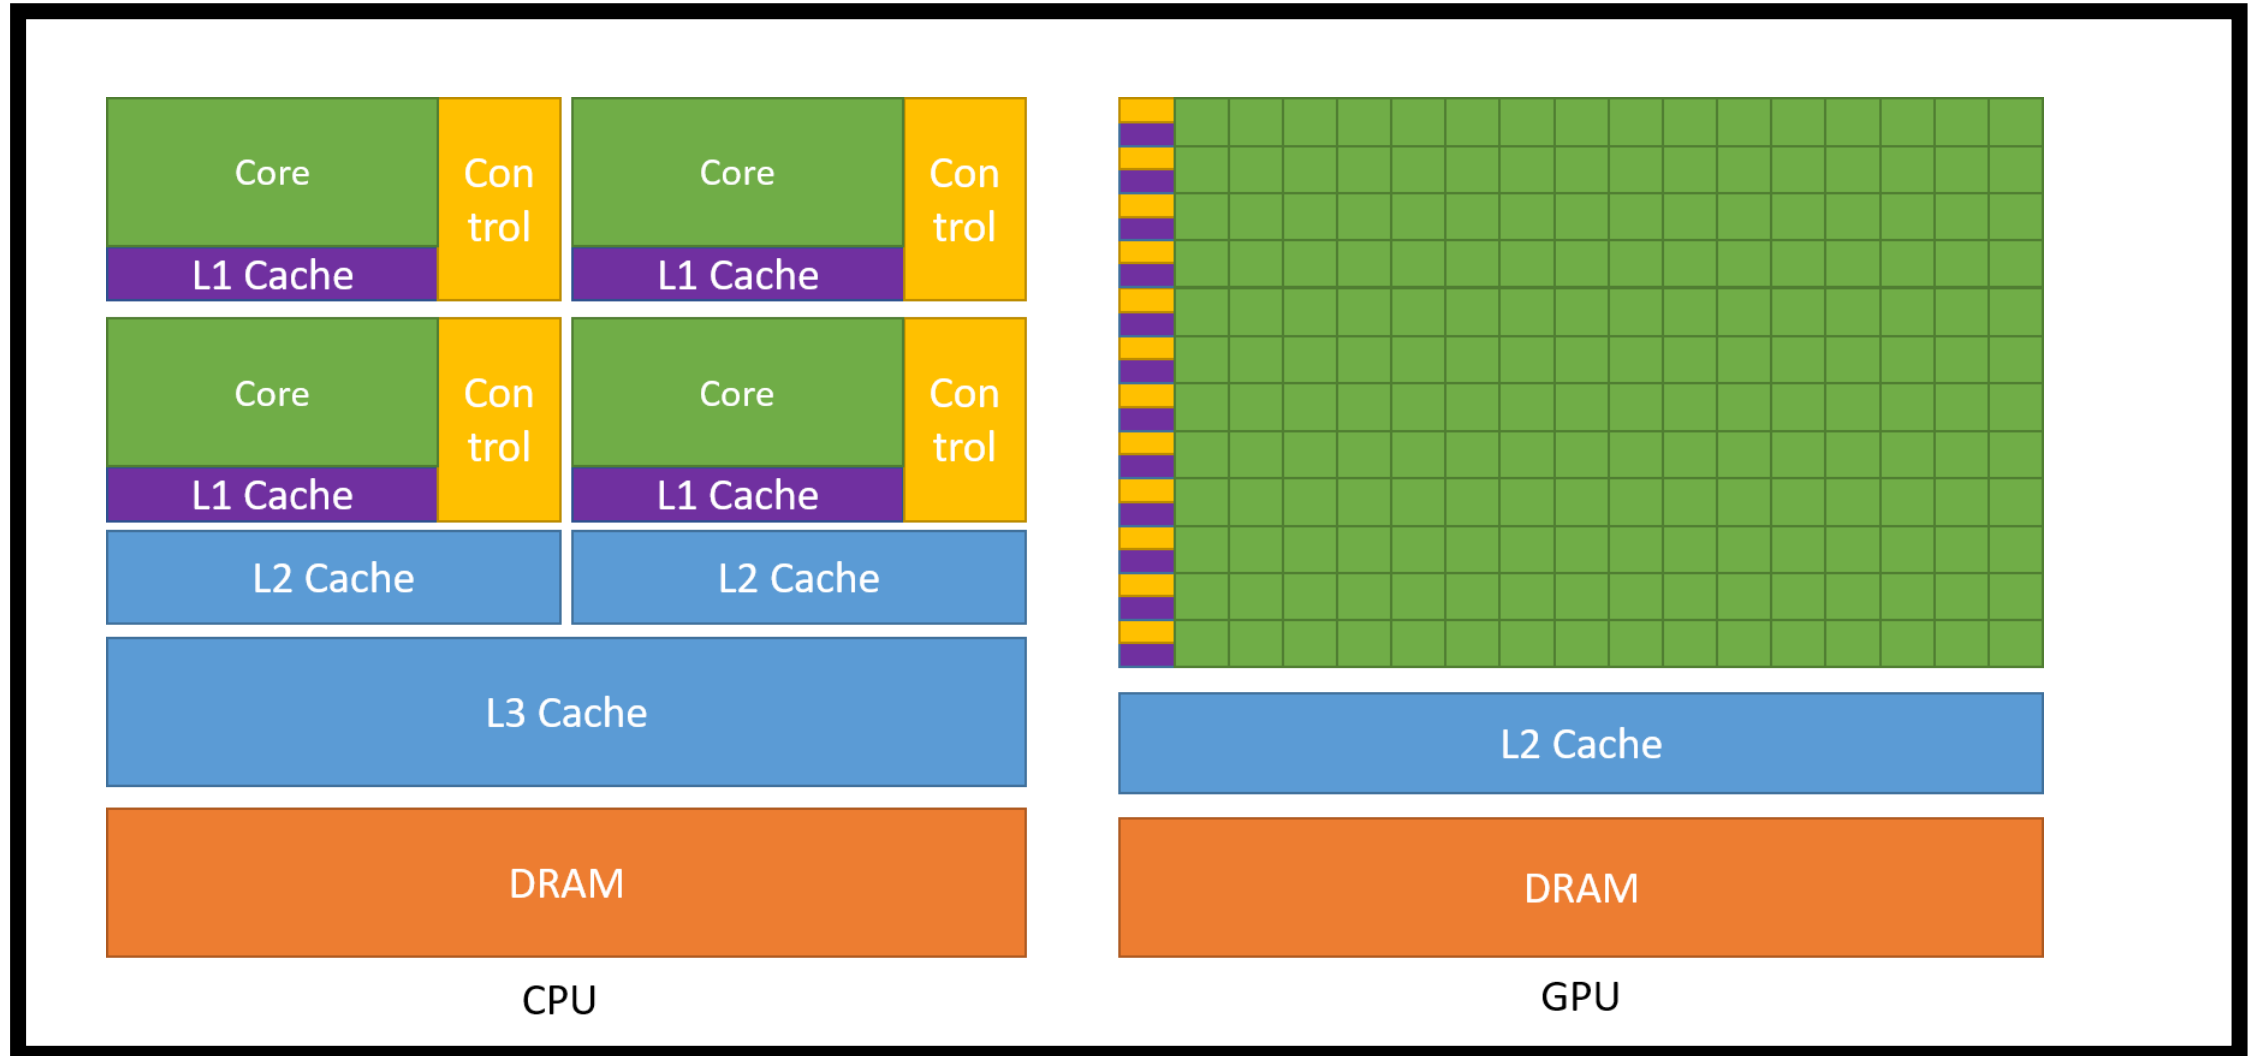 Core
Con
trol
Core
Con
trol
L1 Cache
L1 Cache
Core
Con
trol
Core
Con
trol
L1 Cache
L1 Cache
L2 Cache
L2 Cache
L3 Cache
DRAM
CPU
L2 Cache
DRAM
GPU